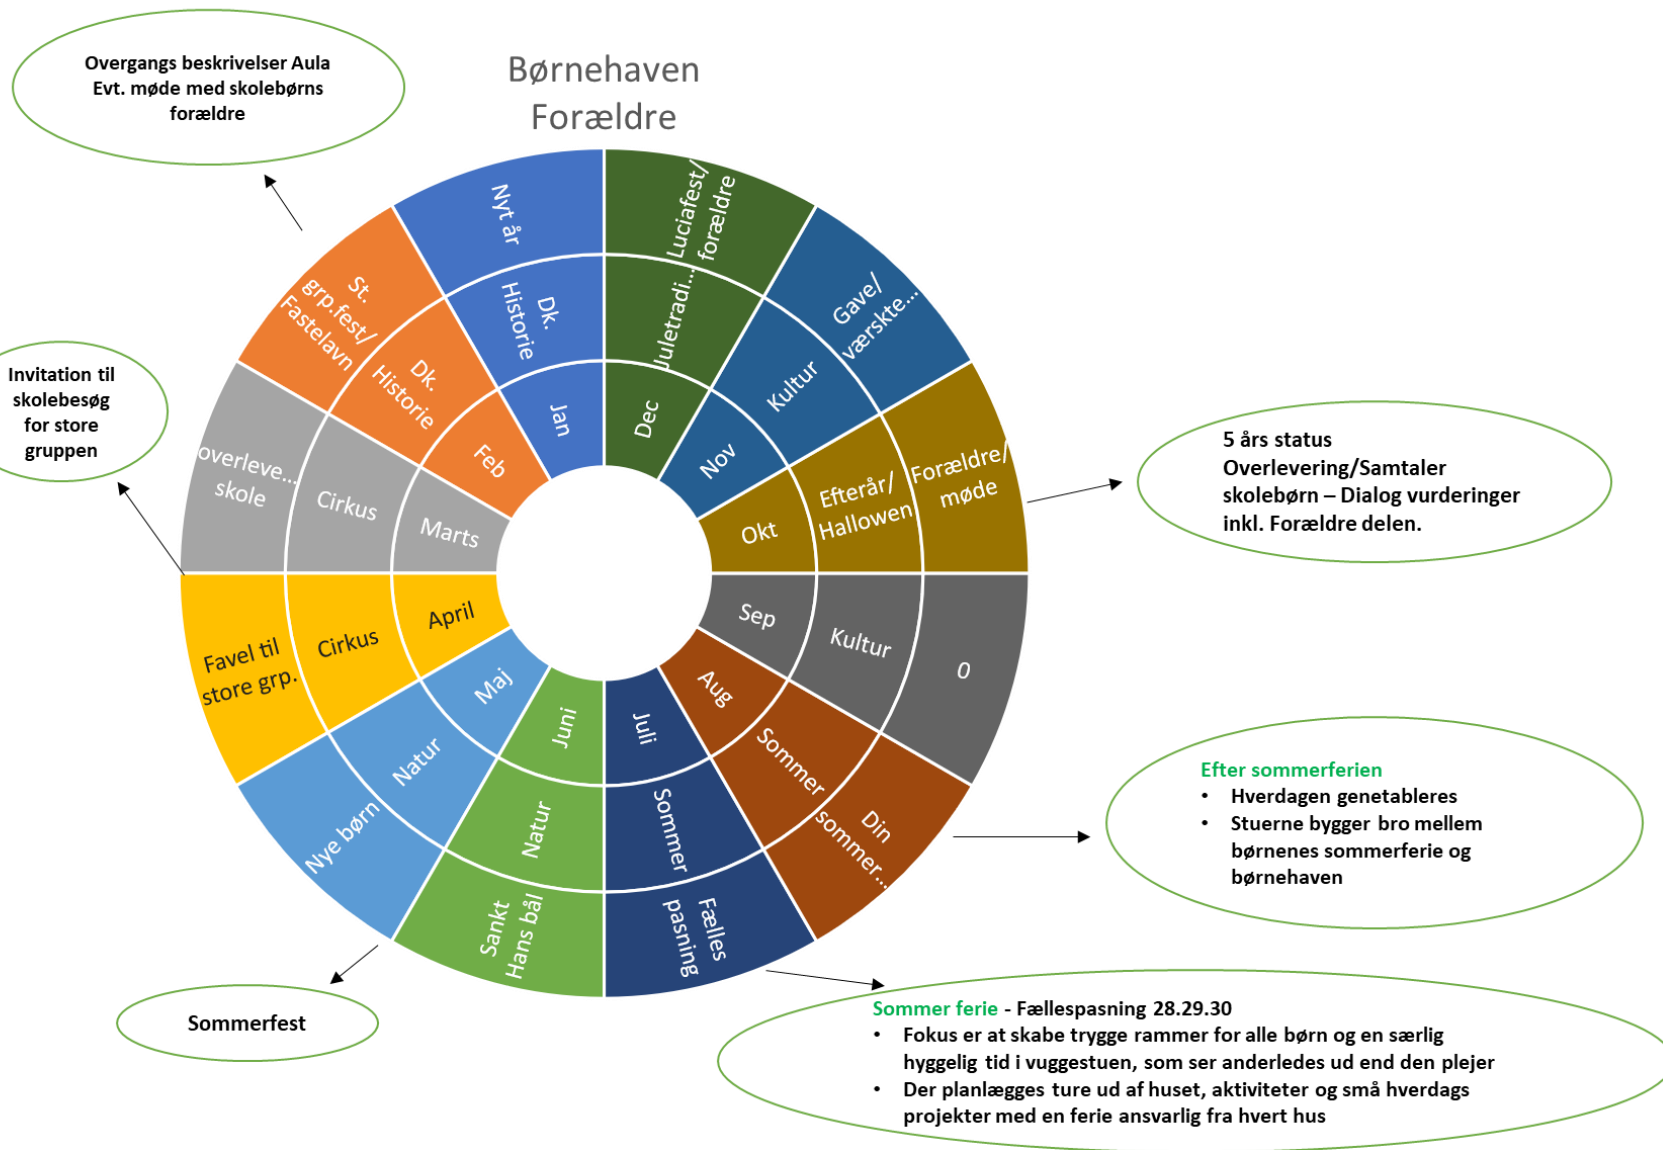 Børnehaven
Forældre
Overgangs beskrivelser Aula
Evt. møde med skolebørns
forældre
Invitation til
skolebesøg
for store
gruppen
Nyt år
Dk.
Historie
Jan
St.
grp.fest/
Fastelavn
Dk.
Historie
Feb
overleve...
skole
Cirkus
Marts
Favel til
store grp.
Cirkus
April
Nye børn
Natur
Maj
Sankt
Hans bål
Natur
Juni
Fælles
pasning
Sommer
Juli
Din
sommer...
Sommer
Aug
0
Kultur
Sep
Forældre/
møde
Efterår/
Hallowen
Okt
Gave/
værskte...
Kultur
Nov
Luciafest/
forældre
Juletradi...
Dec
5 års status
Overlevering/Samtaler
skolebørn – Dialog vurderinger
inkl. Forældre delen.
Efter sommerferien
• Hverdagen genetableres
• Stuerne bygger bro mellem
børnenes sommerferie og
børnehaven
Sommer ferie - Fællespasning 28.29.30
• Fokus er at skabe trygge rammer for alle børn og en særlig
hyggelig tid i vuggestuen, som ser anderledes ud end den plejer
• Der planlægges ture ud af huset, aktiviteter og små hverdags
projekter med en ferie ansvarlig fra hvert hus
Sommerfest